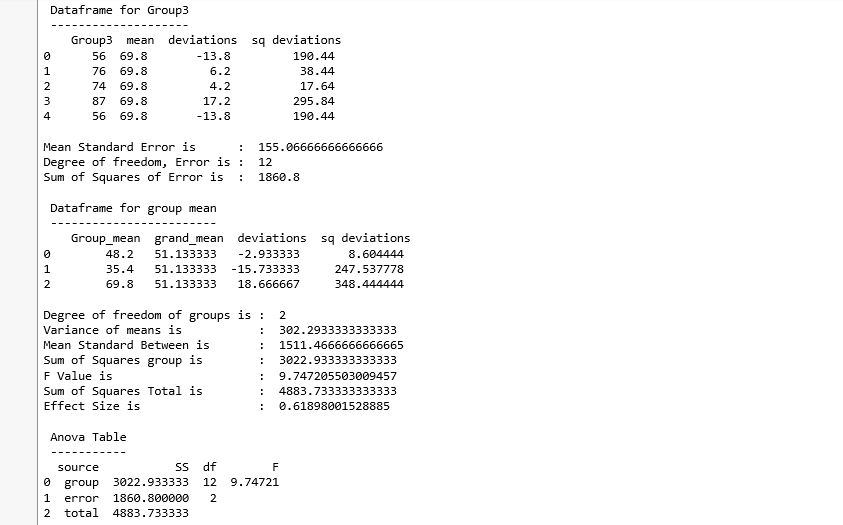 Dataframe for Group3
--------------------
Group3 mean deviations sq deviations
0 56 69.8 -13.8 190.44
1 76 69.8 6.2 38.44
2 74 69.8 4.2 17.64
3 87 69.8 17.2 295.84
4 56 69.8 -13.8 190.44
Mean Standard Error is : 155.06666666666666
Degree of freedom, Error is : 12
Sum of Squares of Error is : 1860.8
Dataframe for group mean
------------------------
Group_mean grand_mean deviations sq deviations
0 48.2 51.133333 -2.933333 8.604444
1 35.4 51.133333 -15.733333 247.537778
2 69.8 51.133333 18.666667 348.444444
Degree of freedom of groups is : 2
Variance of means is : 302.2933333333333
Mean Standard Between is : 1511.4666666666665
Sum of Squares group is : 3022.933333333333
F Value is : 9.747205503009457
Sum of Squares Total is : 4883.733333333333
Effect Size is : 0.61898001528885
Anova Table
-----------
source SS df F
0 group 3022.933333 12 9.74721
1 error 1860.800000 2
2 total 4883.733333